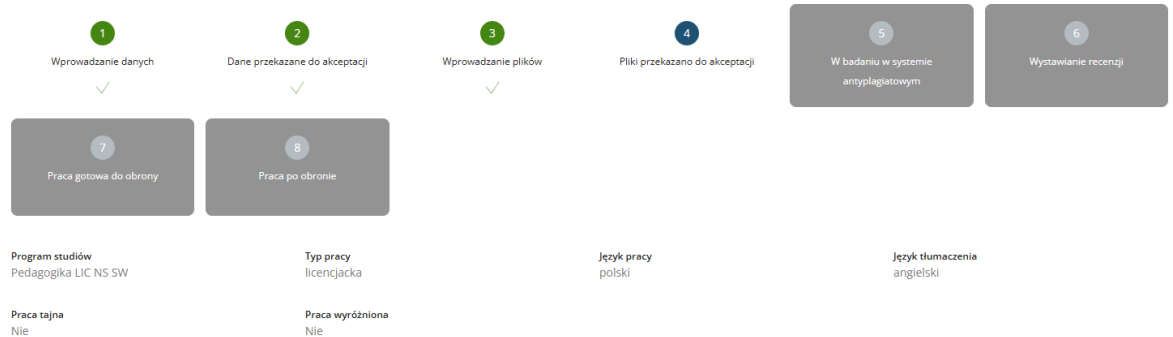 1
2
3
4
5
6
Wprowadzanie danych
Dane przekazane do akceptacji
Wprowadzanie plików
Pliki przekazano do akceptacji
W badaniu w systemie
antyplagiatowym
Wystawianie recenzji
7
8
Praca gotowa do obrony
Praca po obronie
Program studiów
Typ pracy
Język pracy
Język tłumaczenia
Pedagogika LIC NS SW
licencjacka
polski
angielski
Praca tajna
Praca wyróżniona
Nie
Nie